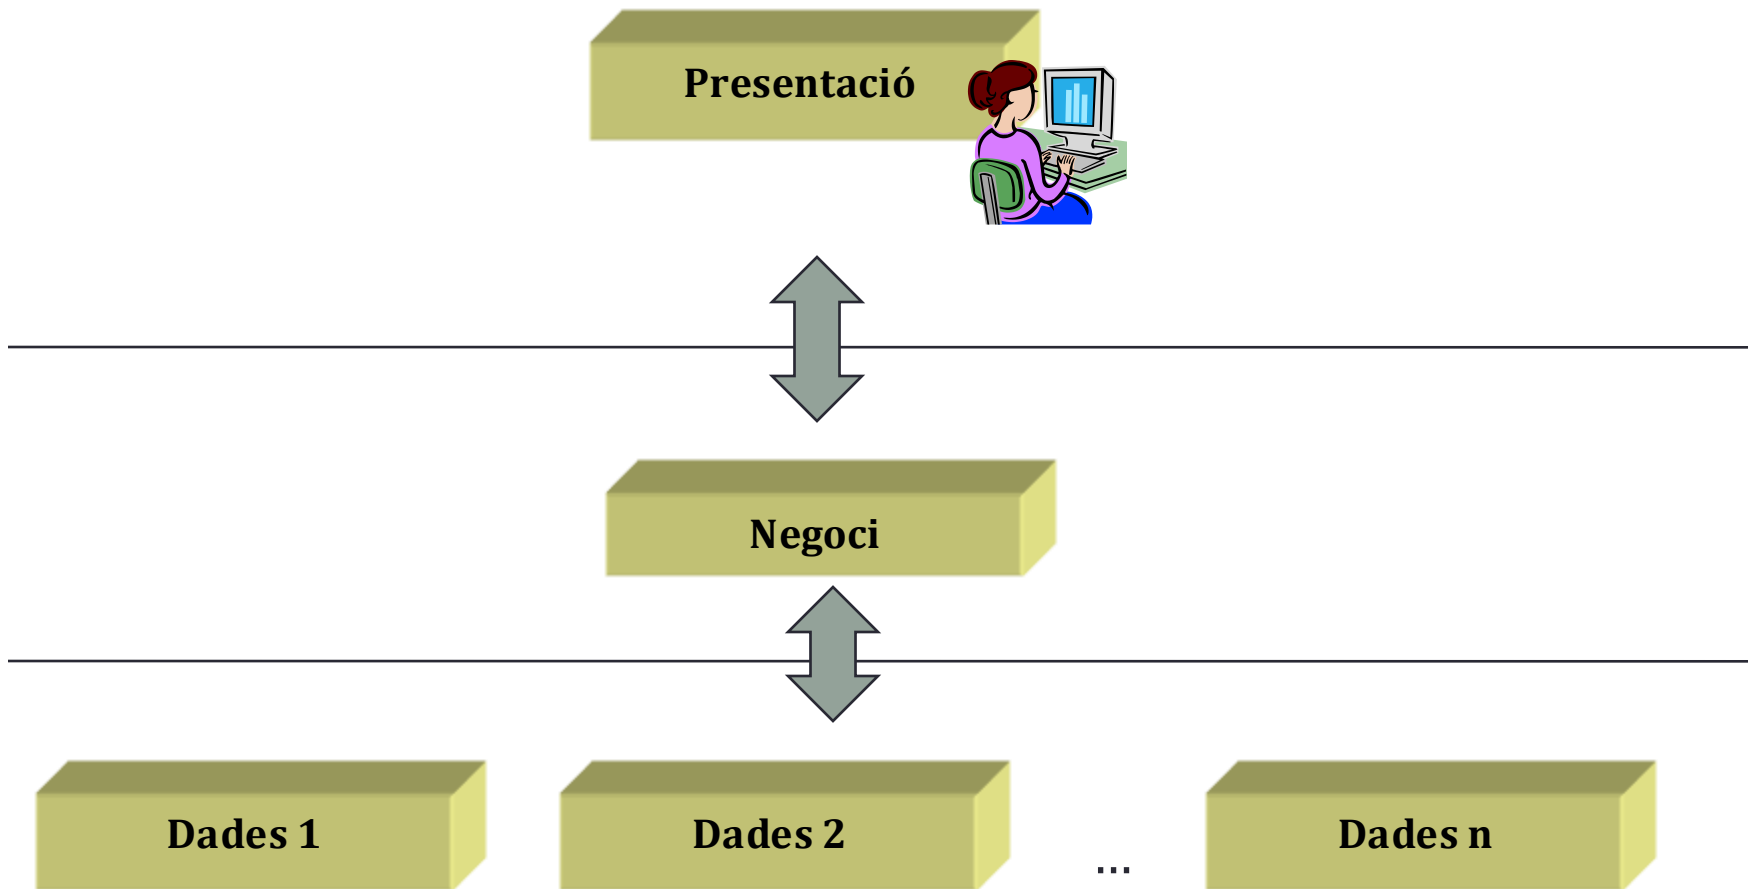 Presentació
Negoci
Dades 1
Dades 2
...
Dades n